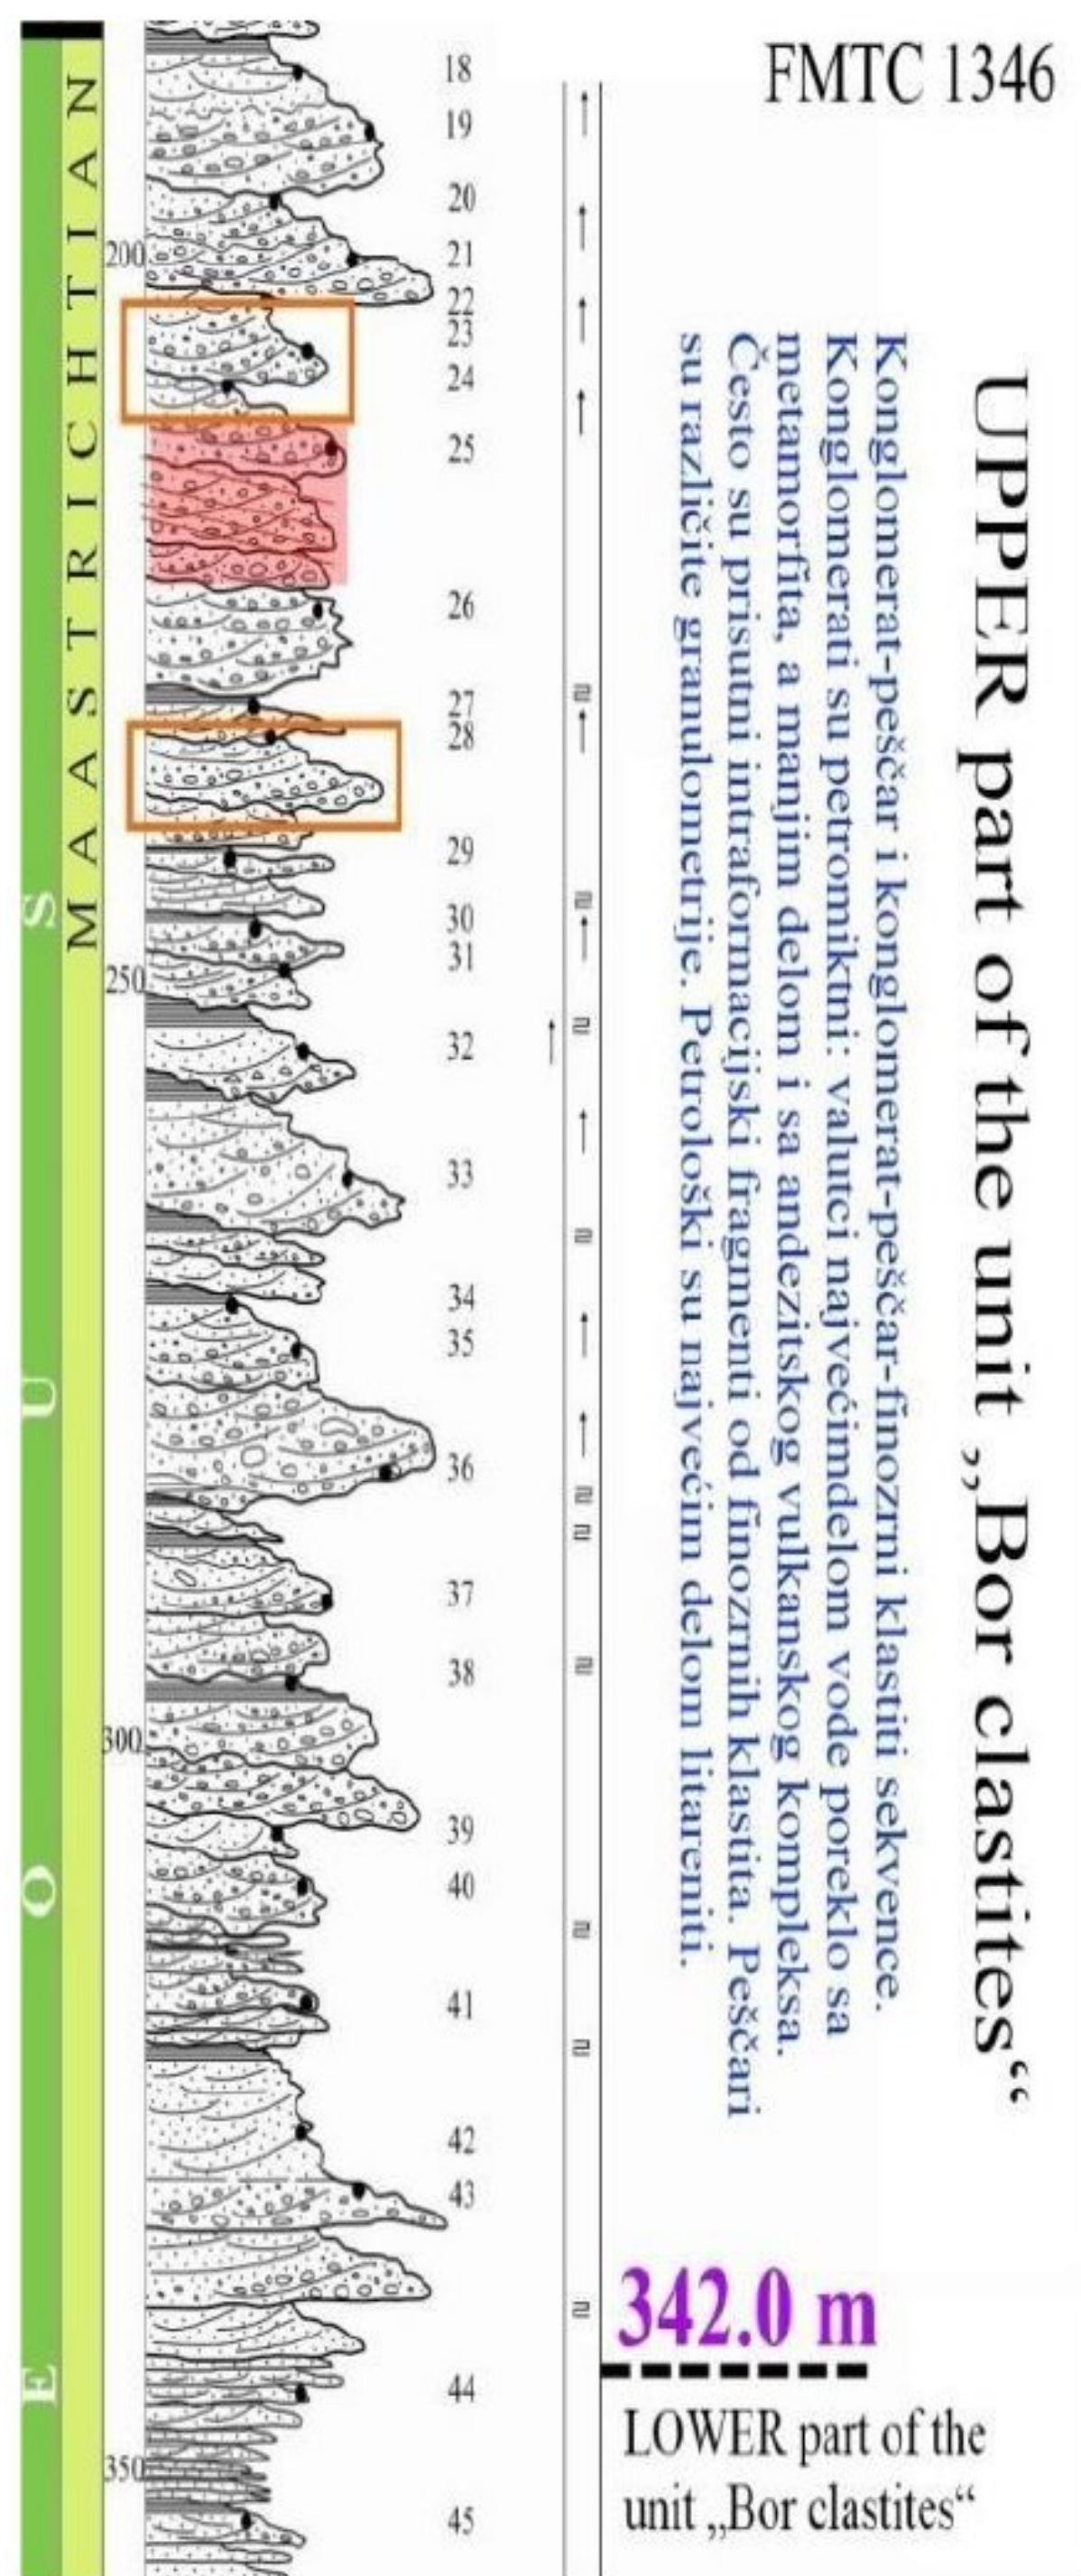 FMTC 1346
UPPER part of the unit „Bor clastites“
Konglomerat-peščar i konglomerat-peščar-finozrni klastiti sekvence.
Konglomerati su petromiktni: valutci najvećimdelom vode poreklo sa
metamorfita, a manjim delom i sa andezitskog vulkanskog kompleksa.
Često su prisutni intraformacijski fragmenti od finozrnih klastita. Peščari
su različite granulometrije. Petrološki su najvećim delom litareniti.
342.0 m
LOWER part of the
unit „Bor clastites“
E O U S
MAASTRICHTIAN
200
250
300
350
18
19
20
21
22
23
24
25
26
27
28
29
30
31
32
33
34
35
36
37
38
39
40
41
42
43
44
45